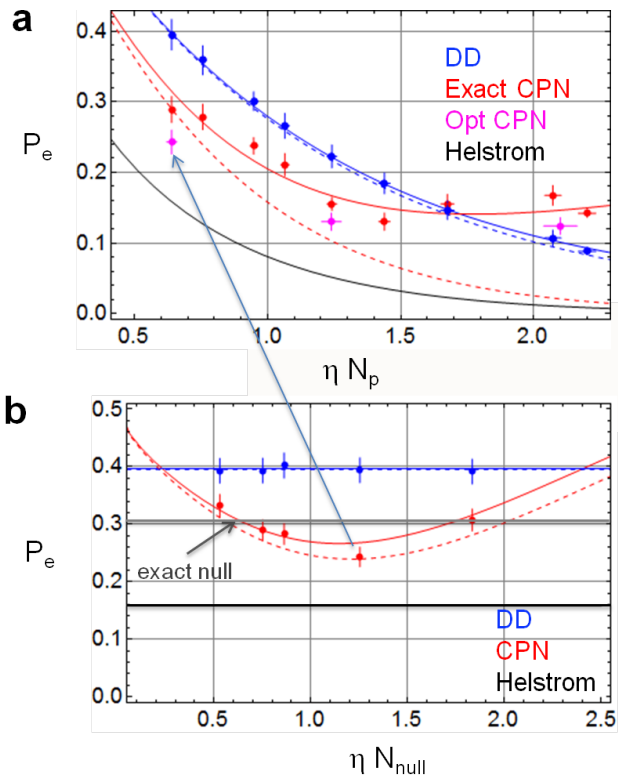 a
0.4
0.3
0.2
0.1
0.0
Pe
DD
Exact CPN
Opt CPN
Helstrom
0.5 1.0 1.5 2.0
η Np
b
0.5
0.4
0.3
0.2
0.1
0.0
Pe
exact null
DD
CPN
Helstrom
0.5 1.0 1.5 2.0 2.5
η Nnull